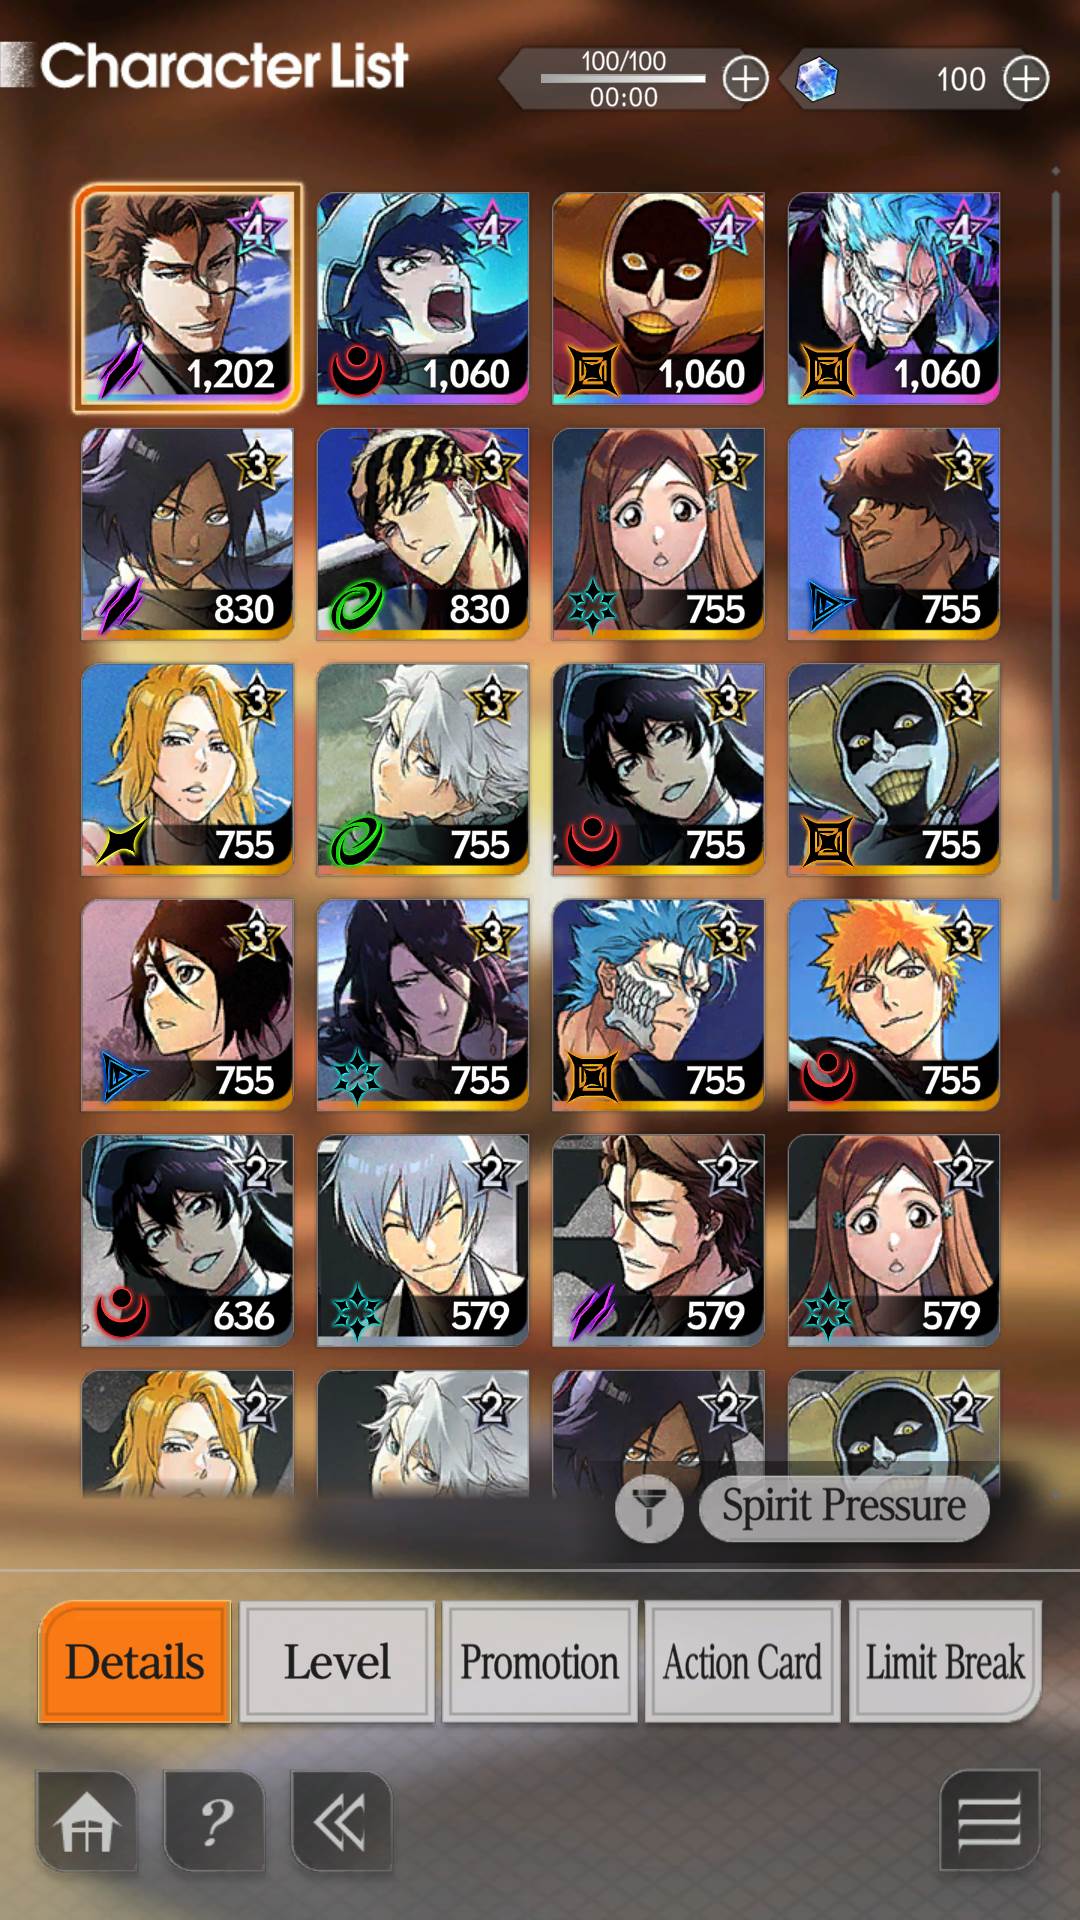 Character List
100/100
00:00
100
4 4 4 4
1,202 1,060 1,060 1,060
3 3 3 3
830 830 755 755
3 3 3 3
755 755 755 755
3 3 3 3
755 755 755 755
2 2 2 2
636 579 579 579
2 2 2 2
Spirit Pressure
Details Level Promotion Action Card Limit Break
?